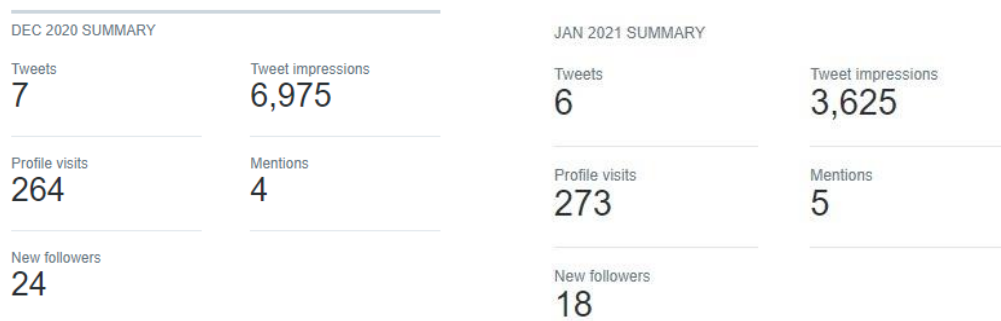 DEC 2020 SUMMARY
Tweets
7
Tweet impressions
6,975
Profile visits
264
Mentions
4
New followers
24
JAN 2021 SUMMARY
Tweets
6
Tweet impressions
3,625
Profile visits
273
Mentions
5
New followers
18